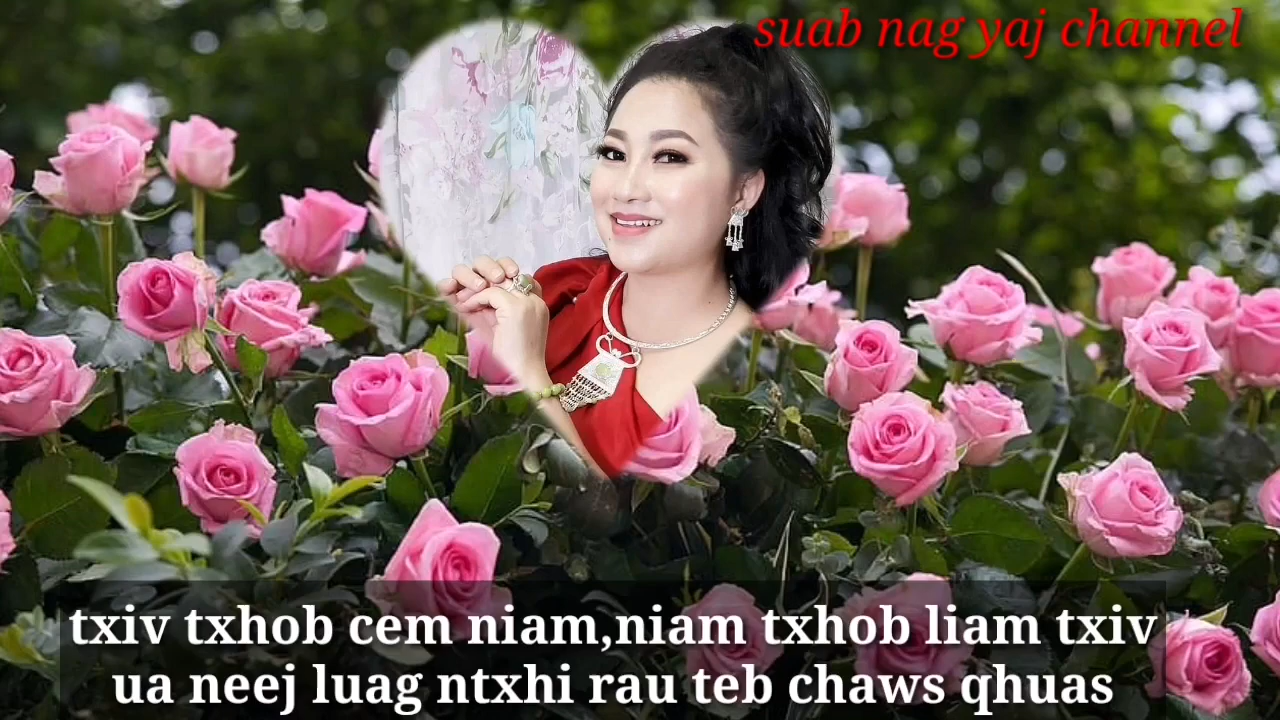 suab nag yaj channel
txiv txhob cem niam,niam txhob liam txiv
ua neej luag ntxhi rau teb chaws qhuas